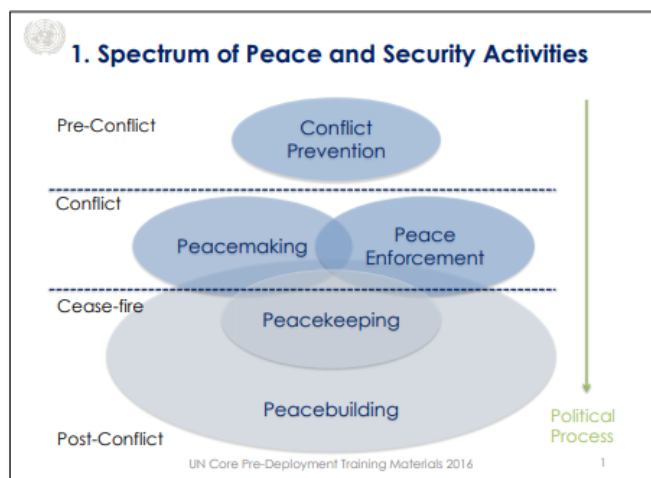 1. Spectrum of Peace and Security Activities
Pre-Conflict
Conflict
Prevention
Conflict
Peacemaking
Peace
Enforcement
Cease-fire
Peacekeeping
Peacebuilding
Post-Conflict
Political
Process
UN Core Pre-Deployment Training Materials 2016
1